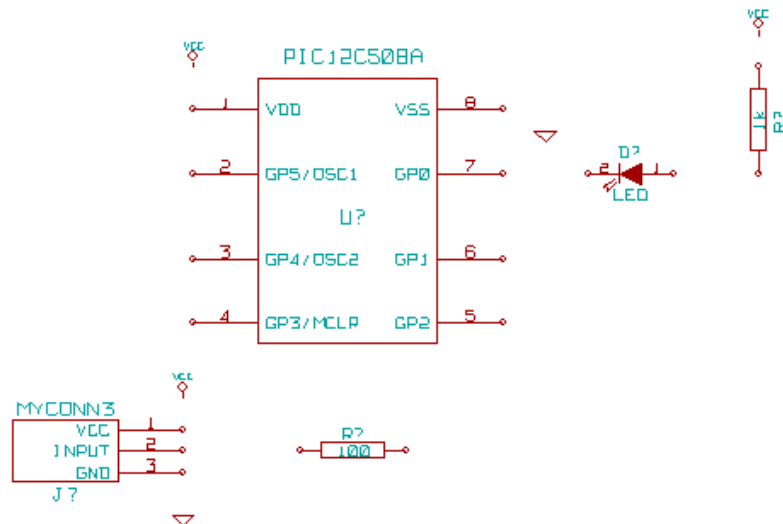 VCC
VCC
PIC12C508A
1 VDD VSS 8
1k
R?
D?
2 GP5/OSC1 GP0 7
2 1
LED
U?
3 GP4/OSC2 GP1 6
4 GP3/MCLR GP2 5
VCC
MYCONN3
VCC 1
INPUT 2
GND 3
R?
100
J?